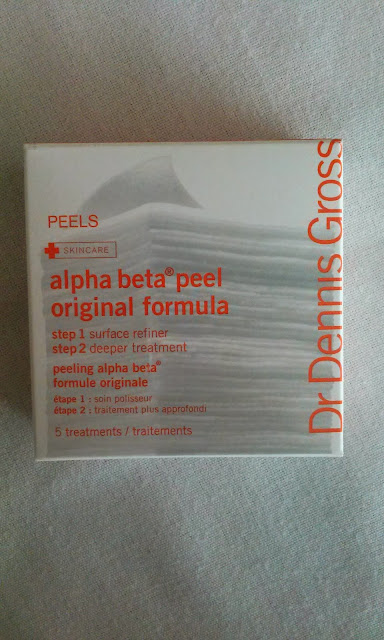 PEELS
SKINCARE
alpha beta® peel
original formula
step 1 surface refiner
step 2 deeper treatment
peeling alpha beta®
formule originale
étape 1 : soin polisseur
étape 2 : traitement plus approfondi
5 treatments / traitements
Dr Dennis Gross